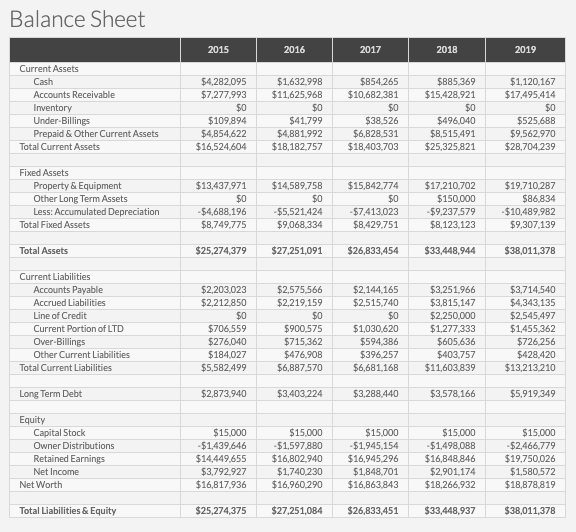 Balance Sheet
2015 2016 2017 2018 2019
Current Assets
Cash $4,282,095 $1,632,998 $854,265 $885,369 $1,120,167
Accounts Receivable $7,277,993 $11,625,968 $10,682,381 $15,428,921 $17,495,414
Inventory $0 $0 $0 $0 $0
Under-Billings $109,894 $41,799 $38,526 $496,040 $525,688
Prepaid & Other Current Assets $4,854,622 $4,881,992 $6,828,531 $8,515,491 $9,562,970
Total Current Assets $16,524,604 $18,182,757 $18,403,703 $25,325,821 $28,704,239
Fixed Assets
Property & Equipment $13,437,971 $14,589,758 $15,842,774 $17,210,702 $19,710,287
Other Long Term Assets $0 $0 $0 $150,000 $86,834
Less: Accumulated Depreciation -$4,688,196 -$5,521,424 -$7,413,023 -$9,237,579 -$10,489,982
Total Fixed Assets $8,749,775 $9,068,334 $8,429,751 $8,123,123 $9,307,139
Total Assets $25,274,379 $27,251,091 $26,833,454 $33,448,944 $38,011,378
Current Liabilities
Accounts Payable $2,203,023 $2,575,566 $2,144,165 $3,251,966 $3,714,540
Accrued Liabilities $2,212,850 $2,219,159 $2,515,740 $3,815,147 $4,343,135
Line of Credit $0 $0 $0 $2,250,000 $2,545,497
Current Portion of LTD $706,559 $900,575 $1,030,620 $1,277,333 $1,455,362
Over-Billings $276,040 $715,362 $594,386 $605,636 $726,256
Other Current Liabilities $184,027 $476,908 $396,257 $403,757 $428,420
Total Current Liabilities $5,582,499 $6,887,570 $6,681,168 $11,603,839 $13,213,210
Long Term Debt $2,873,940 $3,403,224 $3,288,440 $3,578,166 $5,919,349
Equity
Capital Stock $15,000 $15,000 $15,000 $15,000 $15,000
Owner Distributions -$1,439,646 -$1,597,880 -$1,945,154 -$1,498,088 -$2,466,779
Retained Earnings $14,449,655 $16,802,940 $16,945,296 $16,848,846 $19,750,026
Net Income $3,792,927 $1,740,230 $1,848,701 $2,901,174 $1,580,572
Net Worth $16,817,936 $16,960,290 $16,863,843 $18,266,932 $18,878,819
Total Liabilities & Equity $25,274,375 $27,251,084 $26,833,451 $33,448,937 $38,011,378